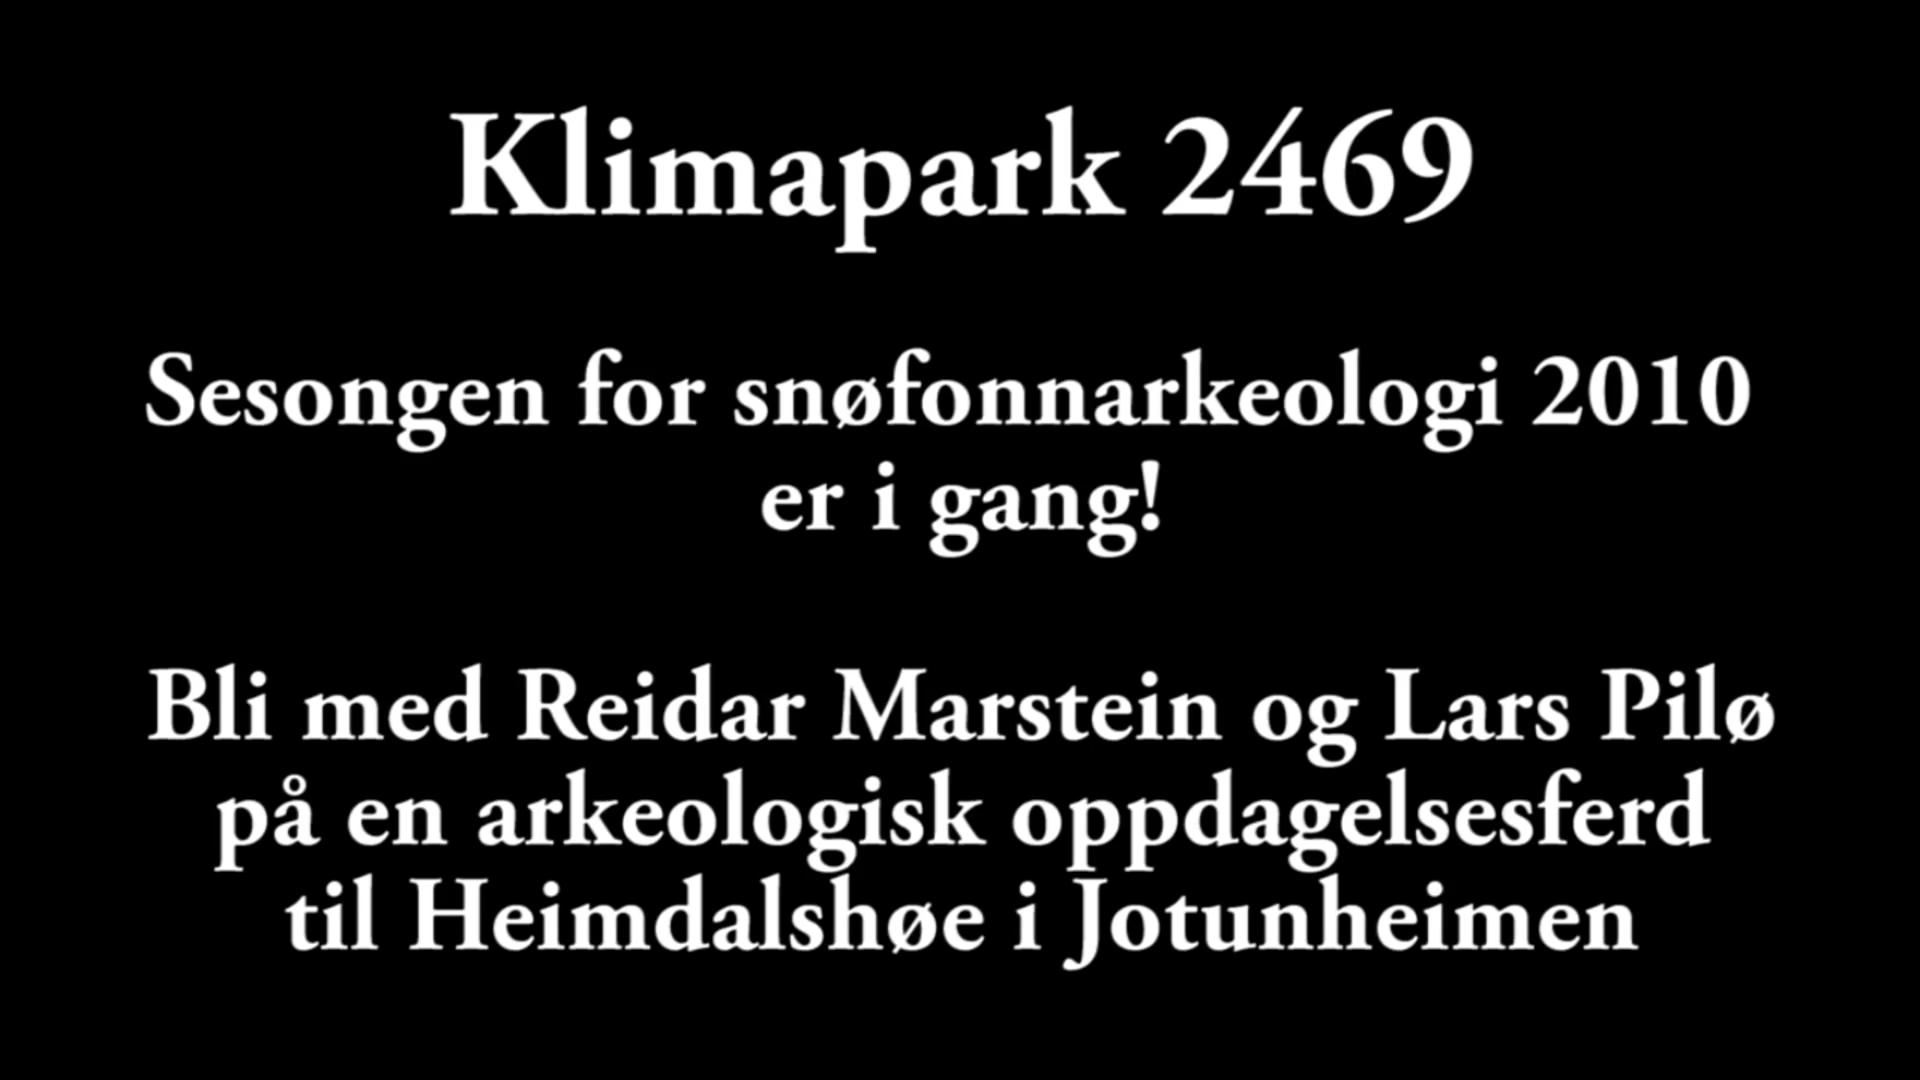 Klimapark 2469
Sesongen for snøfonnarkeologi 2010
er i gang!
Bli med Reidar Marstein og Lars Pilø
på en arkeologisk oppdagelsesferd
til Heimdalshøe i Jotunheimen